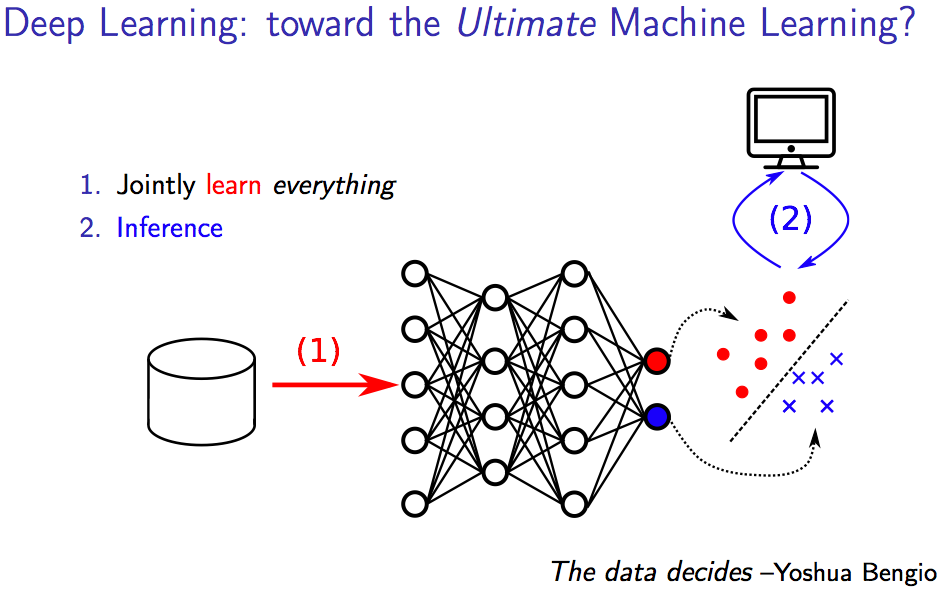 Deep Learning: toward the Ultimate Machine Learning?
1. Jointly learn everything
2. Inference
(2)
(1)
The data decides –Yoshua Bengio